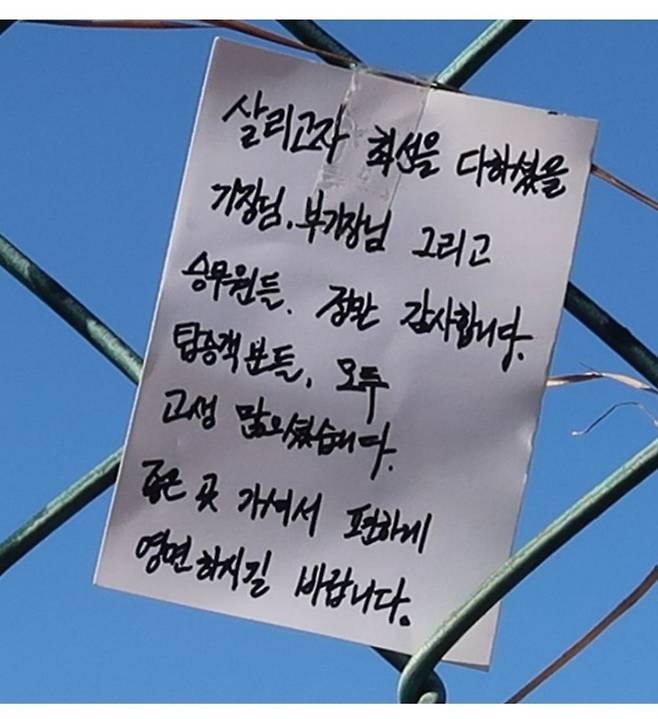 살리고자 최선을 다하셨을
기장님, 부기장님 그리고
승무원들, 정말 감사합니다.
탑승객분들, 모두
고생 많으셨습니다.
좋은 곳 가셔서 편하게
영면하시길 바랍니다.